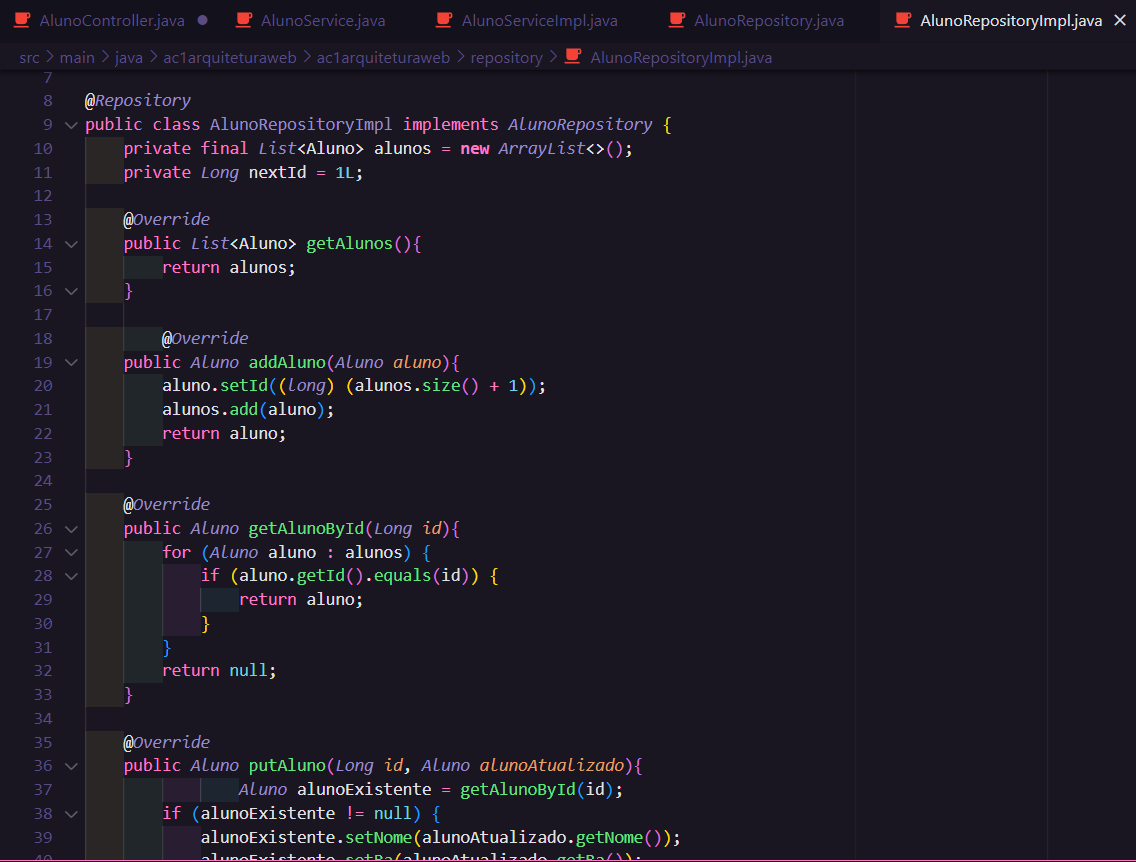 AlunoController.java AlunoService.java AlunoServiceImpl.java AlunoRepository.java AlunoRepositoryImpl.java
src > main > java > ac1arquiteturaweb > ac1arquiteturaweb > repository > AlunoRepositoryImpl.java
7
8 @Repository
9 public class AlunoRepositoryImpl implements AlunoRepository {
10 private final List<Aluno> alunos = new ArrayList<>();
11 private Long nextId = 1L;
12
13 @Override
14 public List<Aluno> getAlunos(){
15 return alunos;
16 }
17
18 @Override
19 public Aluno addAluno(Aluno aluno){
20 aluno.setId((long) (alunos.size() + 1));
21 alunos.add(aluno);
22 return aluno;
23 }
24
25 @Override
26 public Aluno getAlunoById(Long id){
27 for (Aluno aluno : alunos) {
28 if (aluno.getId().equals(id)) {
29 return aluno;
30 }
31 }
32 return null;
33 }
34
35 @Override
36 public Aluno putAluno(Long id, Aluno alunoAtualizado){
37 Aluno alunoExistente = getAlunoById(id);
38 if (alunoExistente != null) {
39 alunoExistente.setNome(alunoAtualizado.getNome());
40 alunoExistente.setRa(alunoAtualizado.getRa());